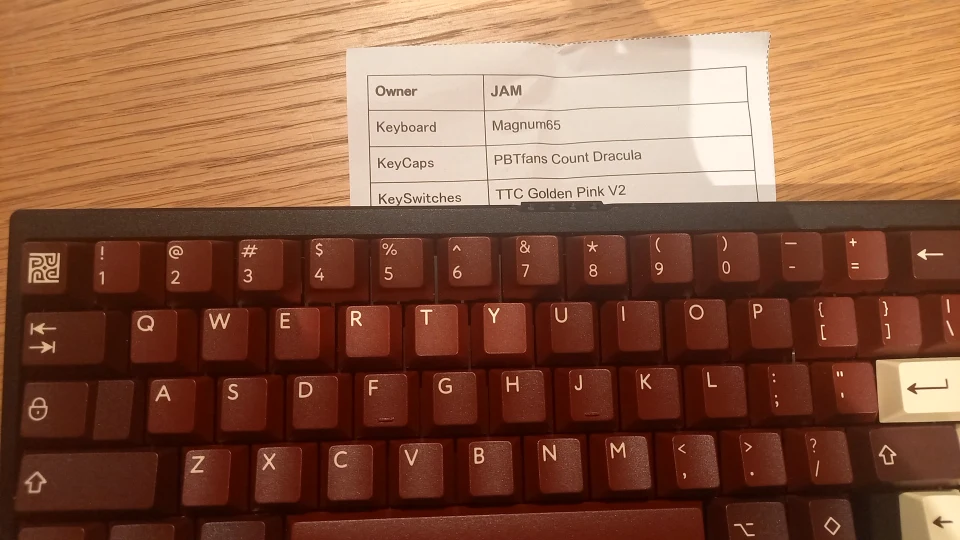 Owner JAM
Keyboard Magnum65
KeyCaps PBTfans Count Dracula
KeySwitches TTC Golden Pink V2
! @ # $ % ^ & * ( ) — +
1 2 3 4 5 6 7 8 9 0 - = ←
Q W E R T Y U I O P { } |
[ ] \
A S D F G H J K L : "
; '
Z X C V B N M < > ?
, . /
←